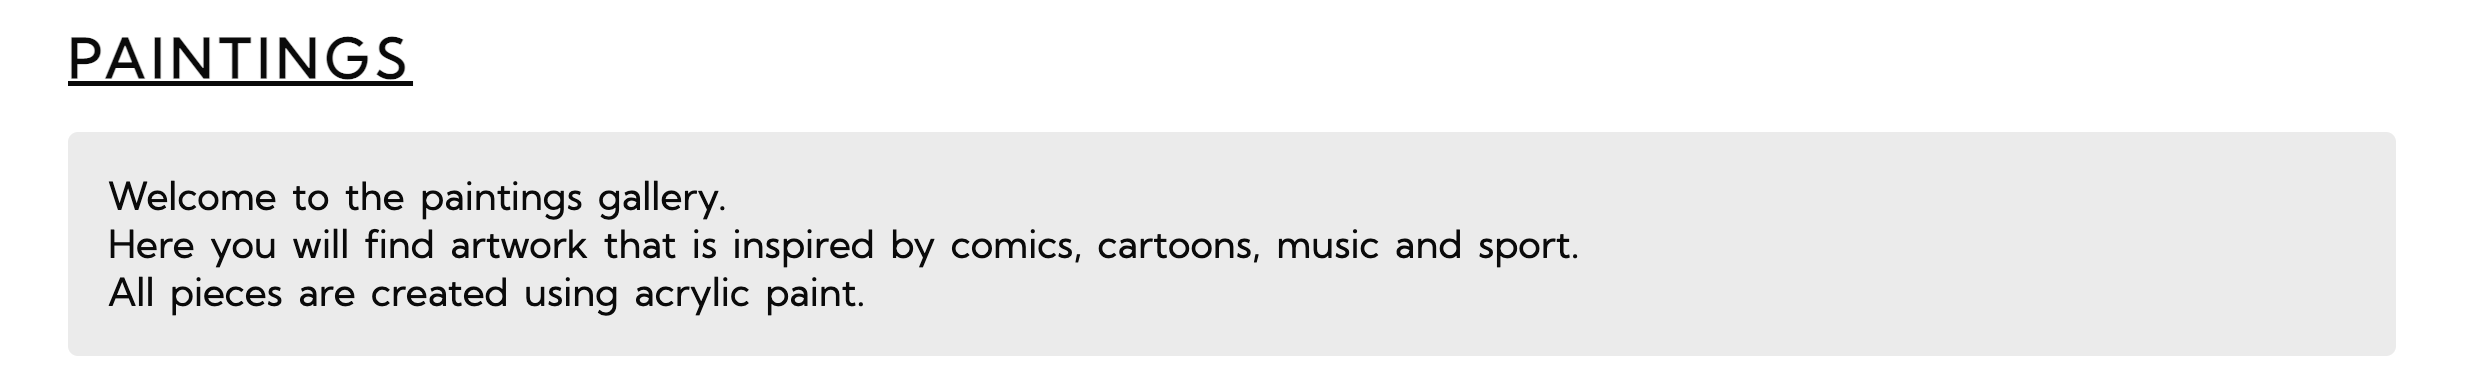 PAINTINGS
Welcome to the paintings gallery.
Here you will find artwork that is inspired by comics, cartoons, music and sport.
All pieces are created using acrylic paint.